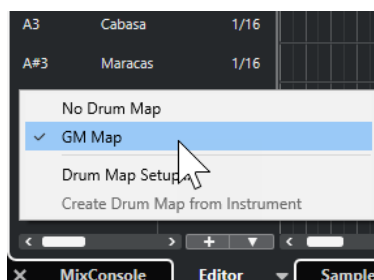 A3 Cabasa 1/16
A#3 Maracas 1/16
No Drum Map
✓ GM Map
Drum Map Setup...
Create Drum Map from Instrument
< > + ▼ <
× MixConsole Editor ▼ Sample